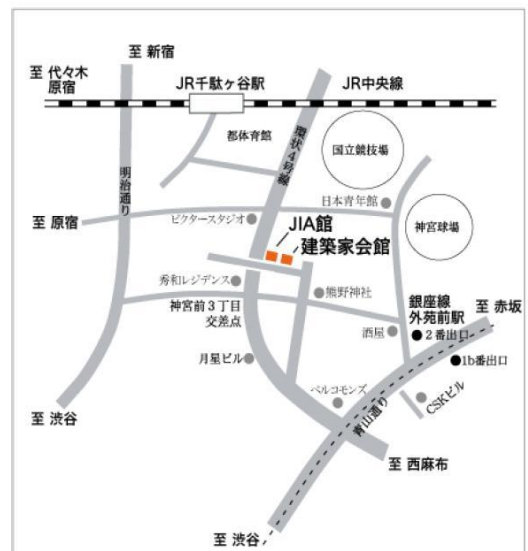 至 新宿
至 代々木
原宿
JR千駄ヶ谷駅
JR中央線
都体育館
環状4号線
国立競技場
明治通り
日本青年館
至 原宿
ビクタースタジオ
神宮球場
JIA館
建築家会館
秀和レジデンス
熊野神社
神宮前3丁目
交差点
銀座線
外苑前駅
至 赤坂
酒屋
2番出口
月星ビル
1b番出口
ベルコモンズ
青山通り
CSKビル
至 渋谷
至 西麻布
至 渋谷